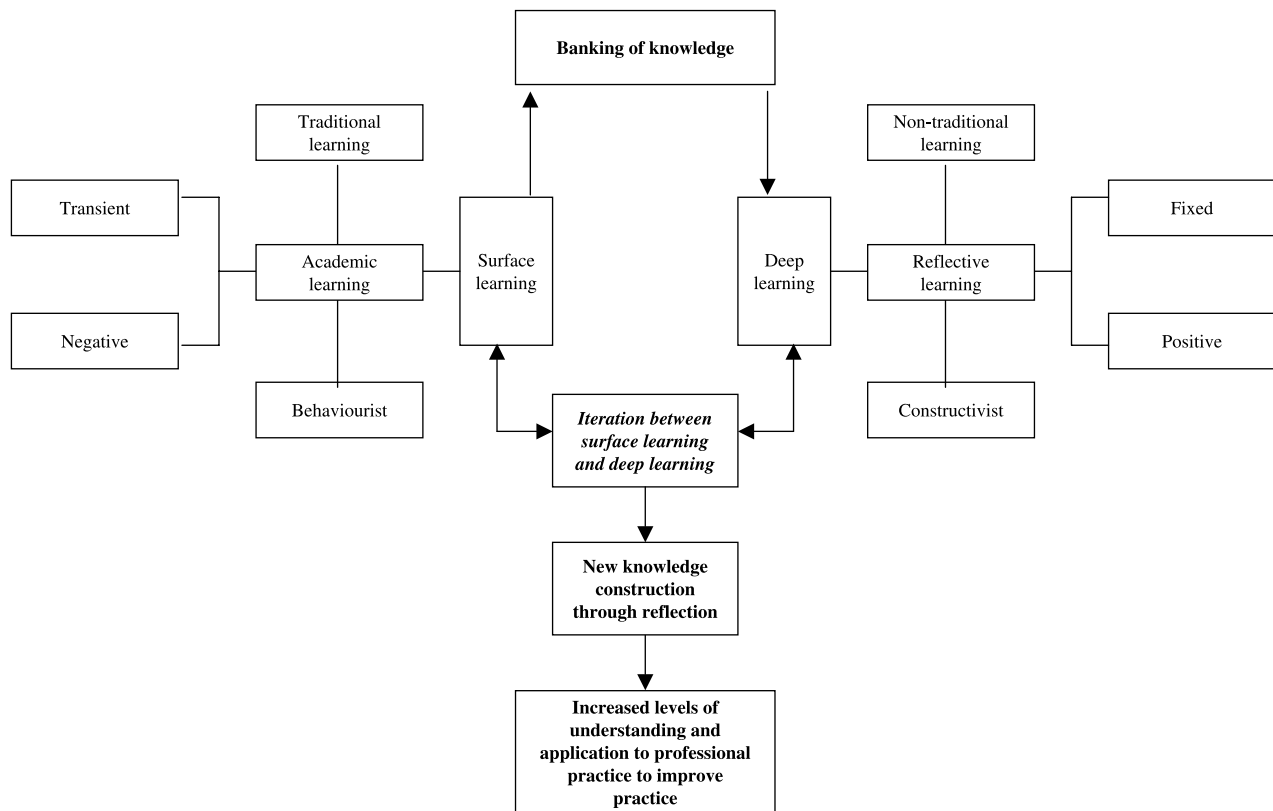 Banking of knowledge
Traditional
learning
Non-traditional
learning
Transient
Fixed
Academic
learning
Surface
learning
Deep
learning
Reflective
learning
Negative
Positive
Behaviourist
Iteration between
surface learning
and deep learning
Constructivist
New knowledge
construction
through reflection
Increased levels of
understanding and
application to professional
practice to improve
practice